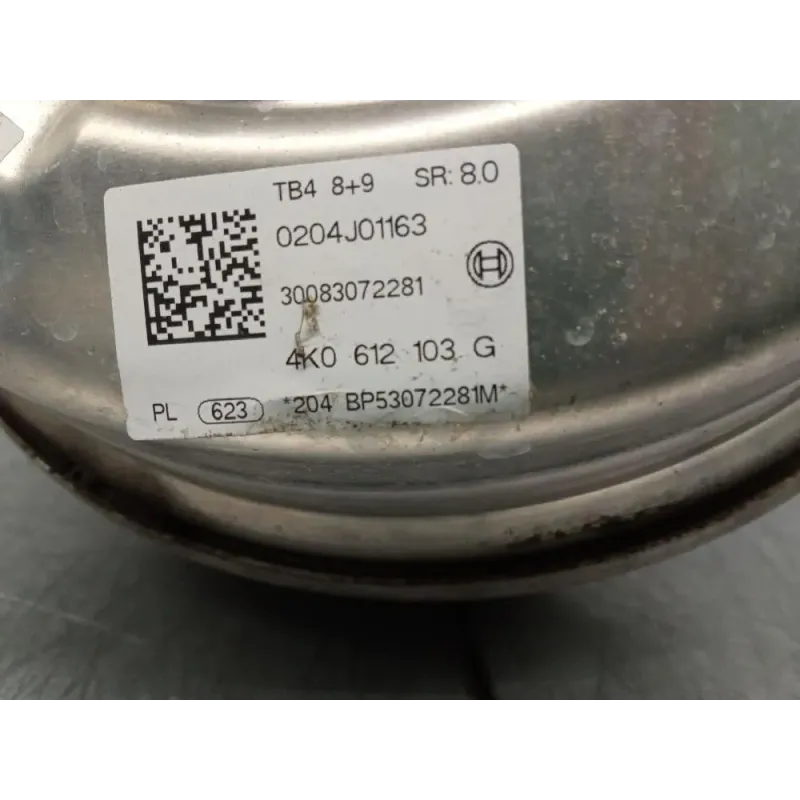 TB4 8+9 SR: 8.0
0204J01163
30083072281
4K0 612 103 G
PL 623 *204 BP53072281M*